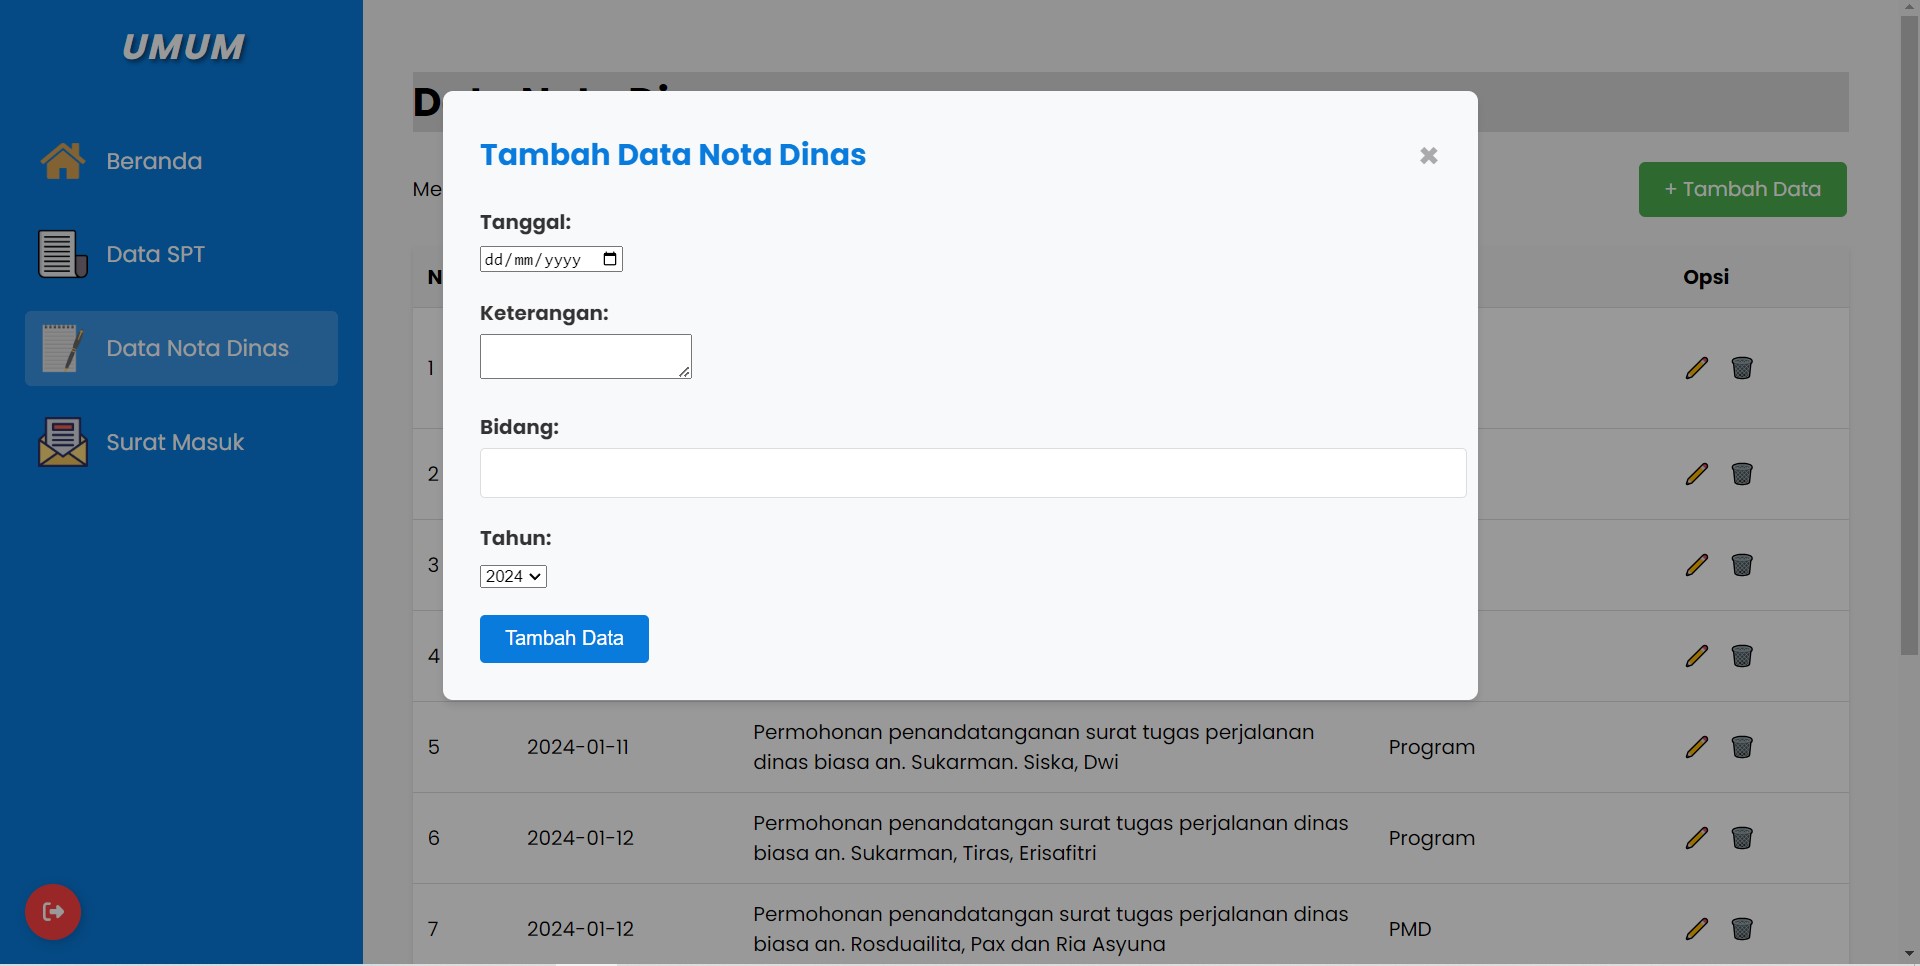 UMUM
Beranda
Data SPT
Data Nota Dinas
Surat Masuk
Tambah Data Nota Dinas
✖
+ Tambah Data
Tanggal:
dd/mm/yyyy
Keterangan:
Bidang:
Tahun:
2024
Tambah Data
Opsi
1
2
3
4
5 2024-01-11 Permohonan penandatanganan surat tugas perjalanan Program
dinas biasa an. Sukarman. Siska, Dwi
6 2024-01-12 Permohonan penandatangan surat tugas perjalanan dinas Program
biasa an. Sukarman, Tiras, Erisafitri
7 2024-01-12 Permohonan penandatangan surat tugas perjalanan dinas PMD
biasa an. Rosduailita, Pax dan Ria Asyuna